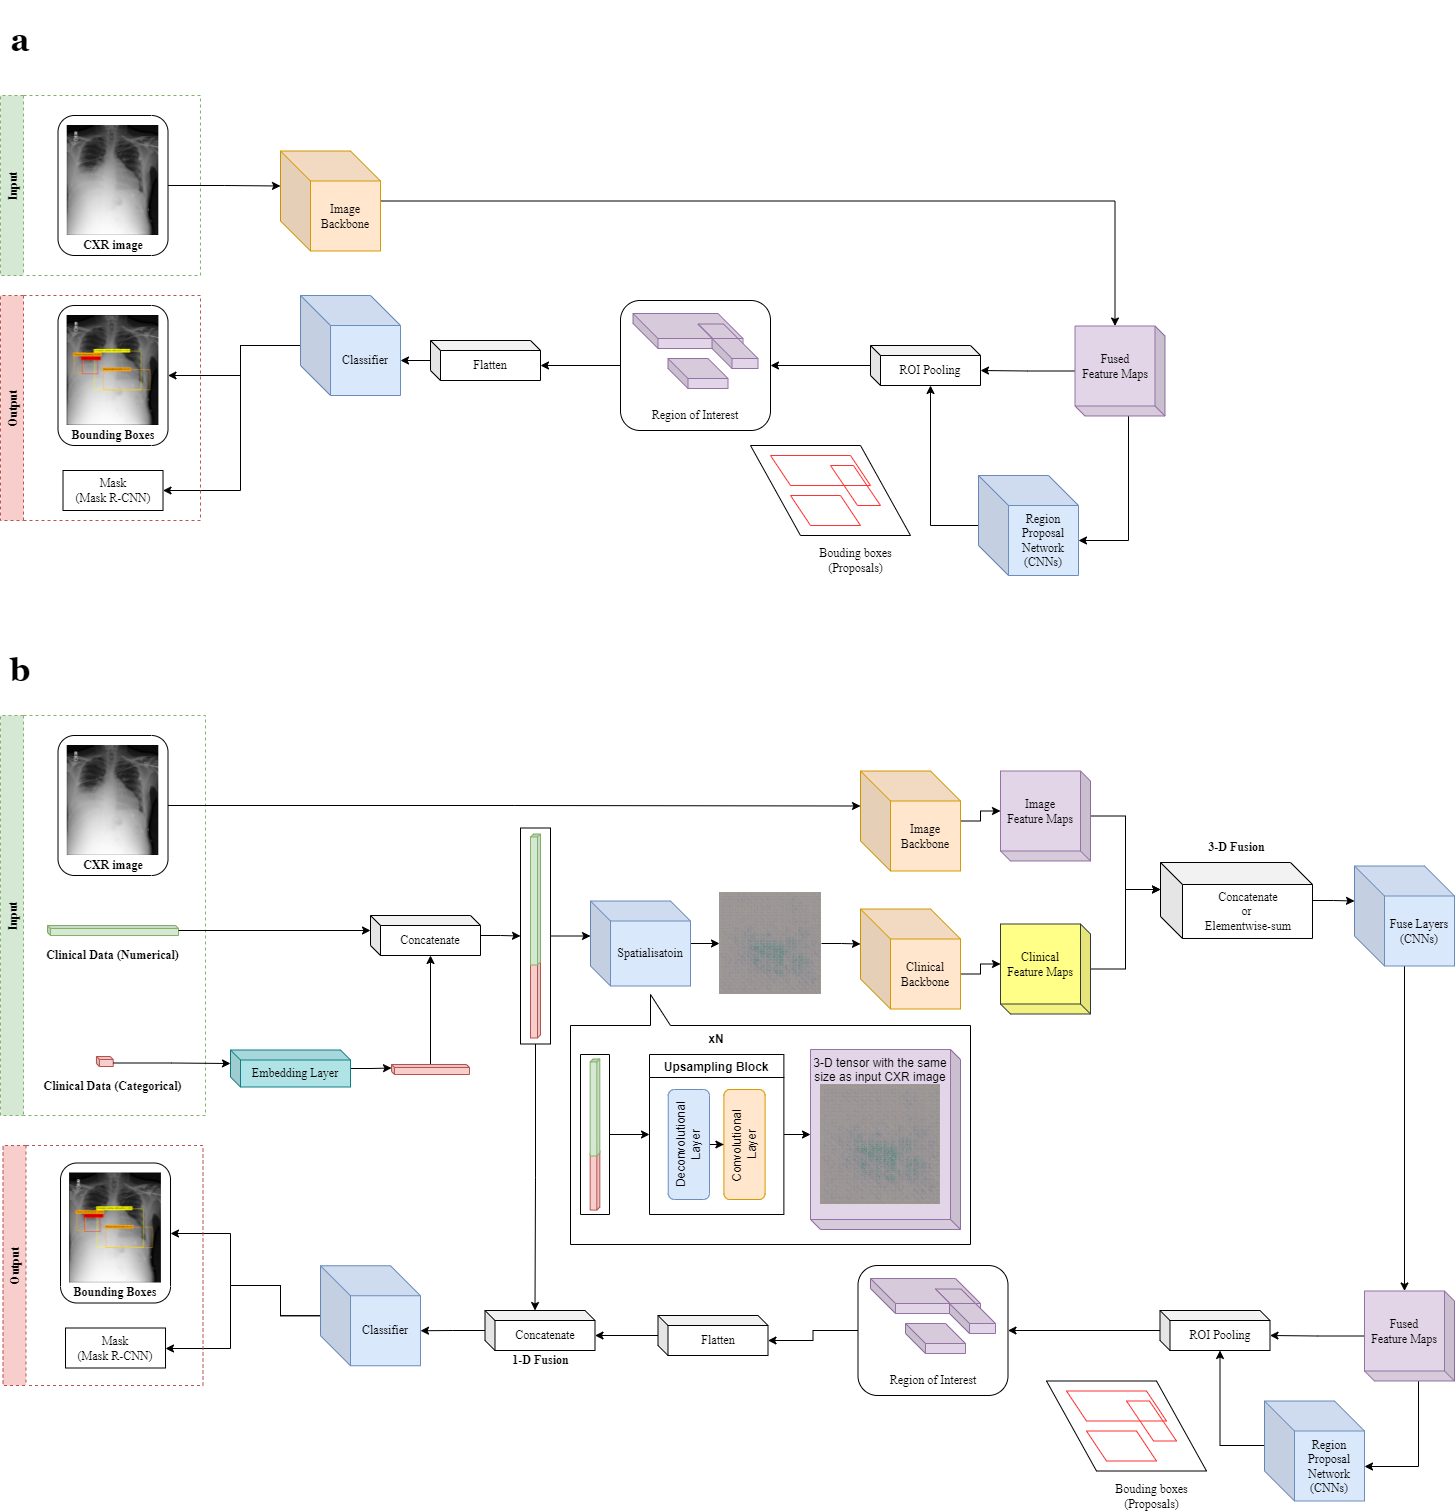 a
Input
CXR image
Image
Backbone
Output
Bounding Boxes
Mask
(Mask R-CNN)
Classifier
Flatten
Region of Interest
ROI Pooling
Fused
Feature Maps
Bouding boxes
(Proposals)
Region
Proposal
Network
(CNNs)
b
Input
CXR image
Clinical Data (Numerical)
Clinical Data (Categorical)
Embedding Layer
Concatenate
Spatialisatoin
Image
Backbone
Image
Feature Maps
Clinical
Backbone
Clinical
Feature Maps
3-D Fusion
Concatenate
or
Elementwise-sum
Fuse Layers
(CNNs)
xN
Upsampling Block
Deconvolutional
Layer
Convolutional
Layer
3-D tensor with the same
size as input CXR image
Output
Bounding Boxes
Mask
(Mask R-CNN)
Classifier
Concatenate
1-D Fusion
Flatten
Region of Interest
ROI Pooling
Fused
Feature Maps
Bouding boxes
(Proposals)
Region
Proposal
Network
(CNNs)